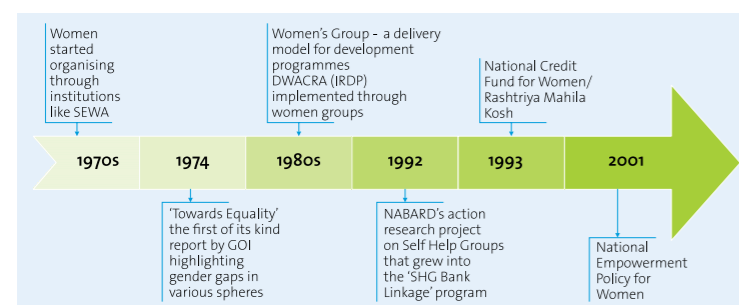 Women
started
organising
through
institutions
like SEWA
Women’s Group - a delivery
model for development
programmes
DWACRA (IRDP)
implemented through
women groups
National Credit
Fund for Women/
Rashtriya Mahila
Kosh
1970s
1974
1980s
1992
1993
2001
‘Towards Equality’
the first of its kind
report by GOI
highlighting
gender gaps in
various spheres
NABARD’s action
research project
on Self Help Groups
that grew into
the ‘SHG Bank
Linkage’ program
National
Empowerment
Policy for
Women